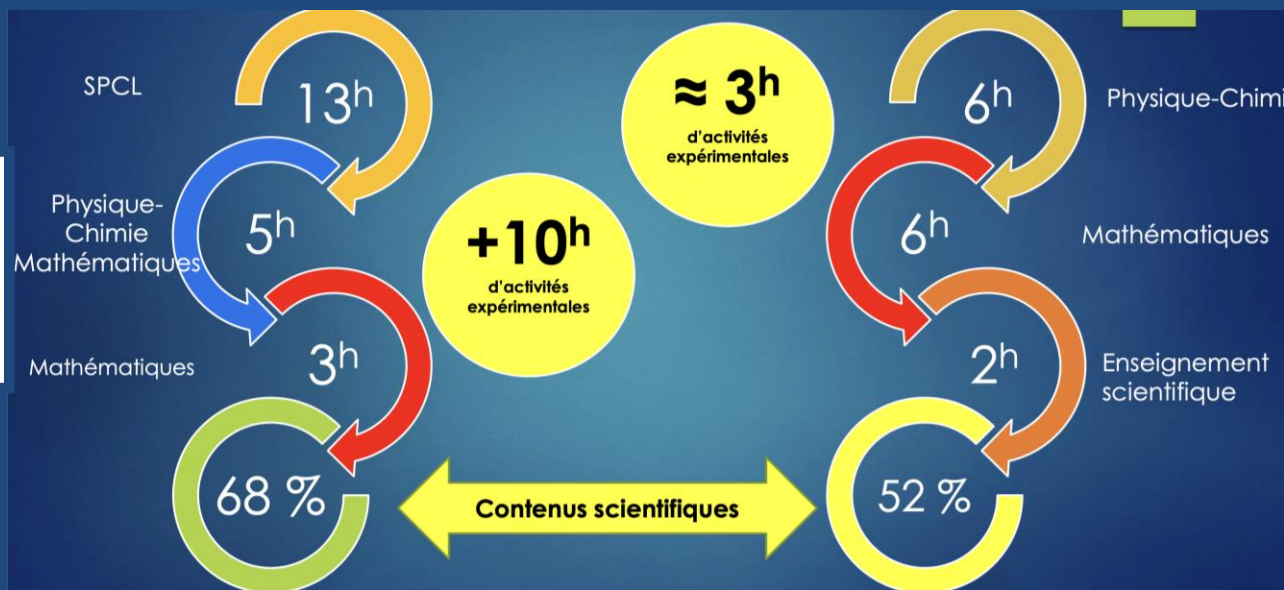 SPCL
13h
Physique-
Chimie
Mathématiques
5h
Mathématiques
3h
68 %
+10h
d'activités
expérimentales
≈ 3h
d'activités
expérimentales
6h
Physique-Chimi
6h
Mathématiques
2h
Enseignement
scientifique
52 %
Contenus scientifiques